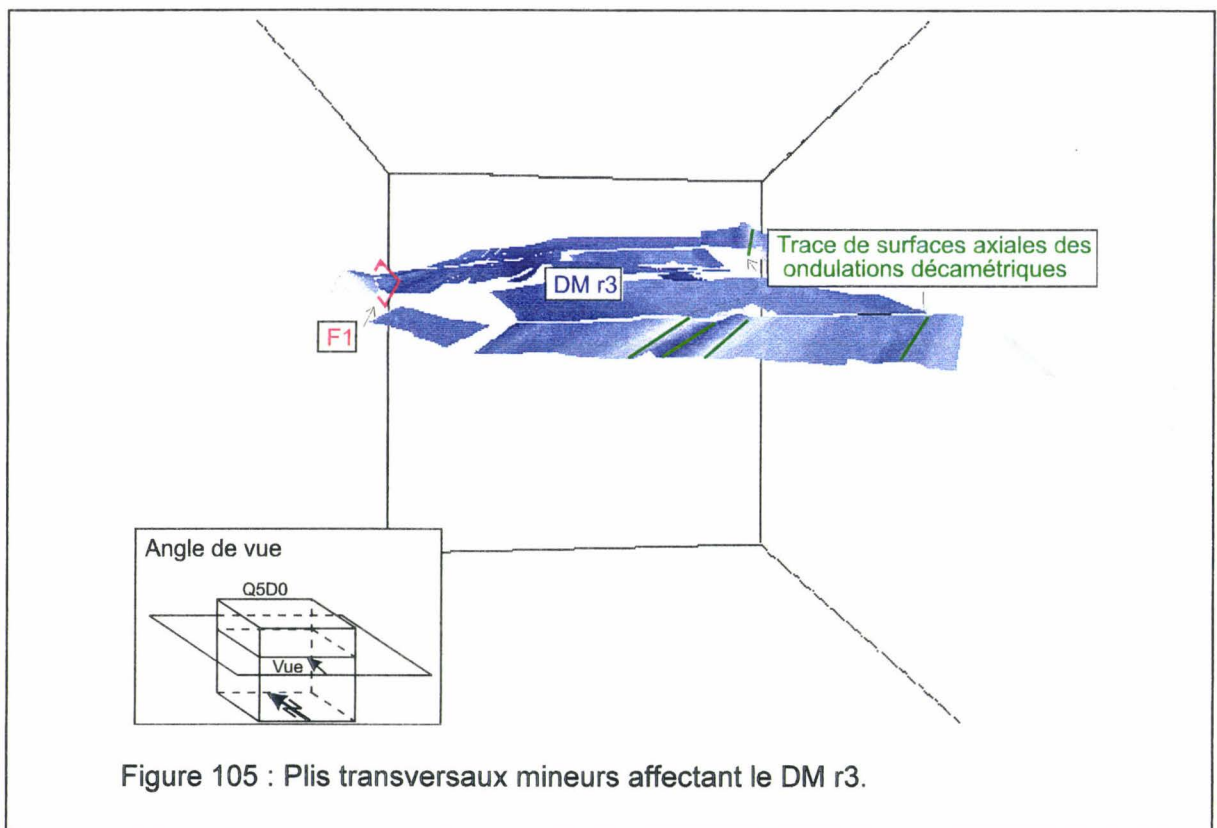 Trace de surfaces axiales des
ondulations décamétriques
DM r3
F1
Angle de vue
Q5D0
Vue
N
Figure 105 : Plis transversaux mineurs affectant le DM r3.